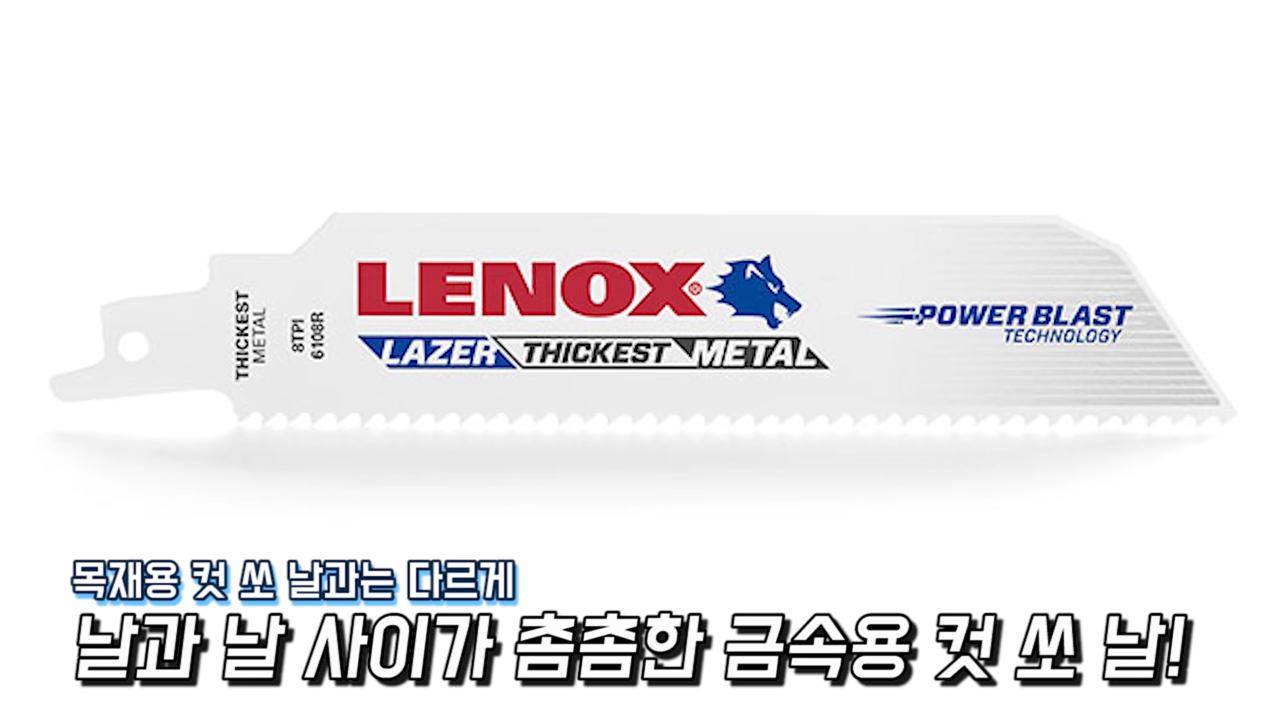 THICKEST
METAL
8TPI
6108R
LENOX®
LAZER THICKEST METAL
POWER BLAST
TECHNOLOGY
목재용 컷 쏘 날과는 다르게
날과 날 사이가 촘촘한 금속용 컷 쏘 날!